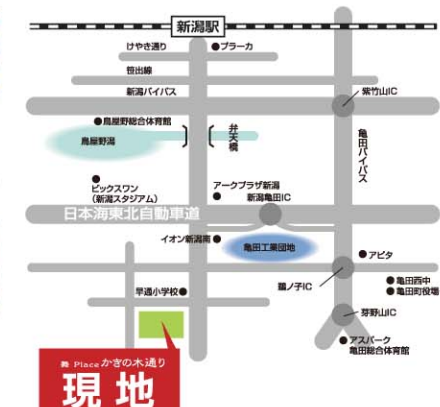 新潟駅
けやき通り
●プラーカ
笹出線
新潟バイパス
紫竹山IC
●鳥屋野総合体育館
鳥屋野潟
弁天橋
亀田バイパス
ビックスワン
(新潟スタジアム)
アークプラザ新潟
新潟亀田IC
日本海東北自動車道
イオン新潟南●
亀田工業団地
●アピタ
鵜ノ子IC
●亀田西中
●亀田町役場
早通小学校●
茅野山IC
●アスパーク
亀田総合体育館
Place かきの木通り
現地